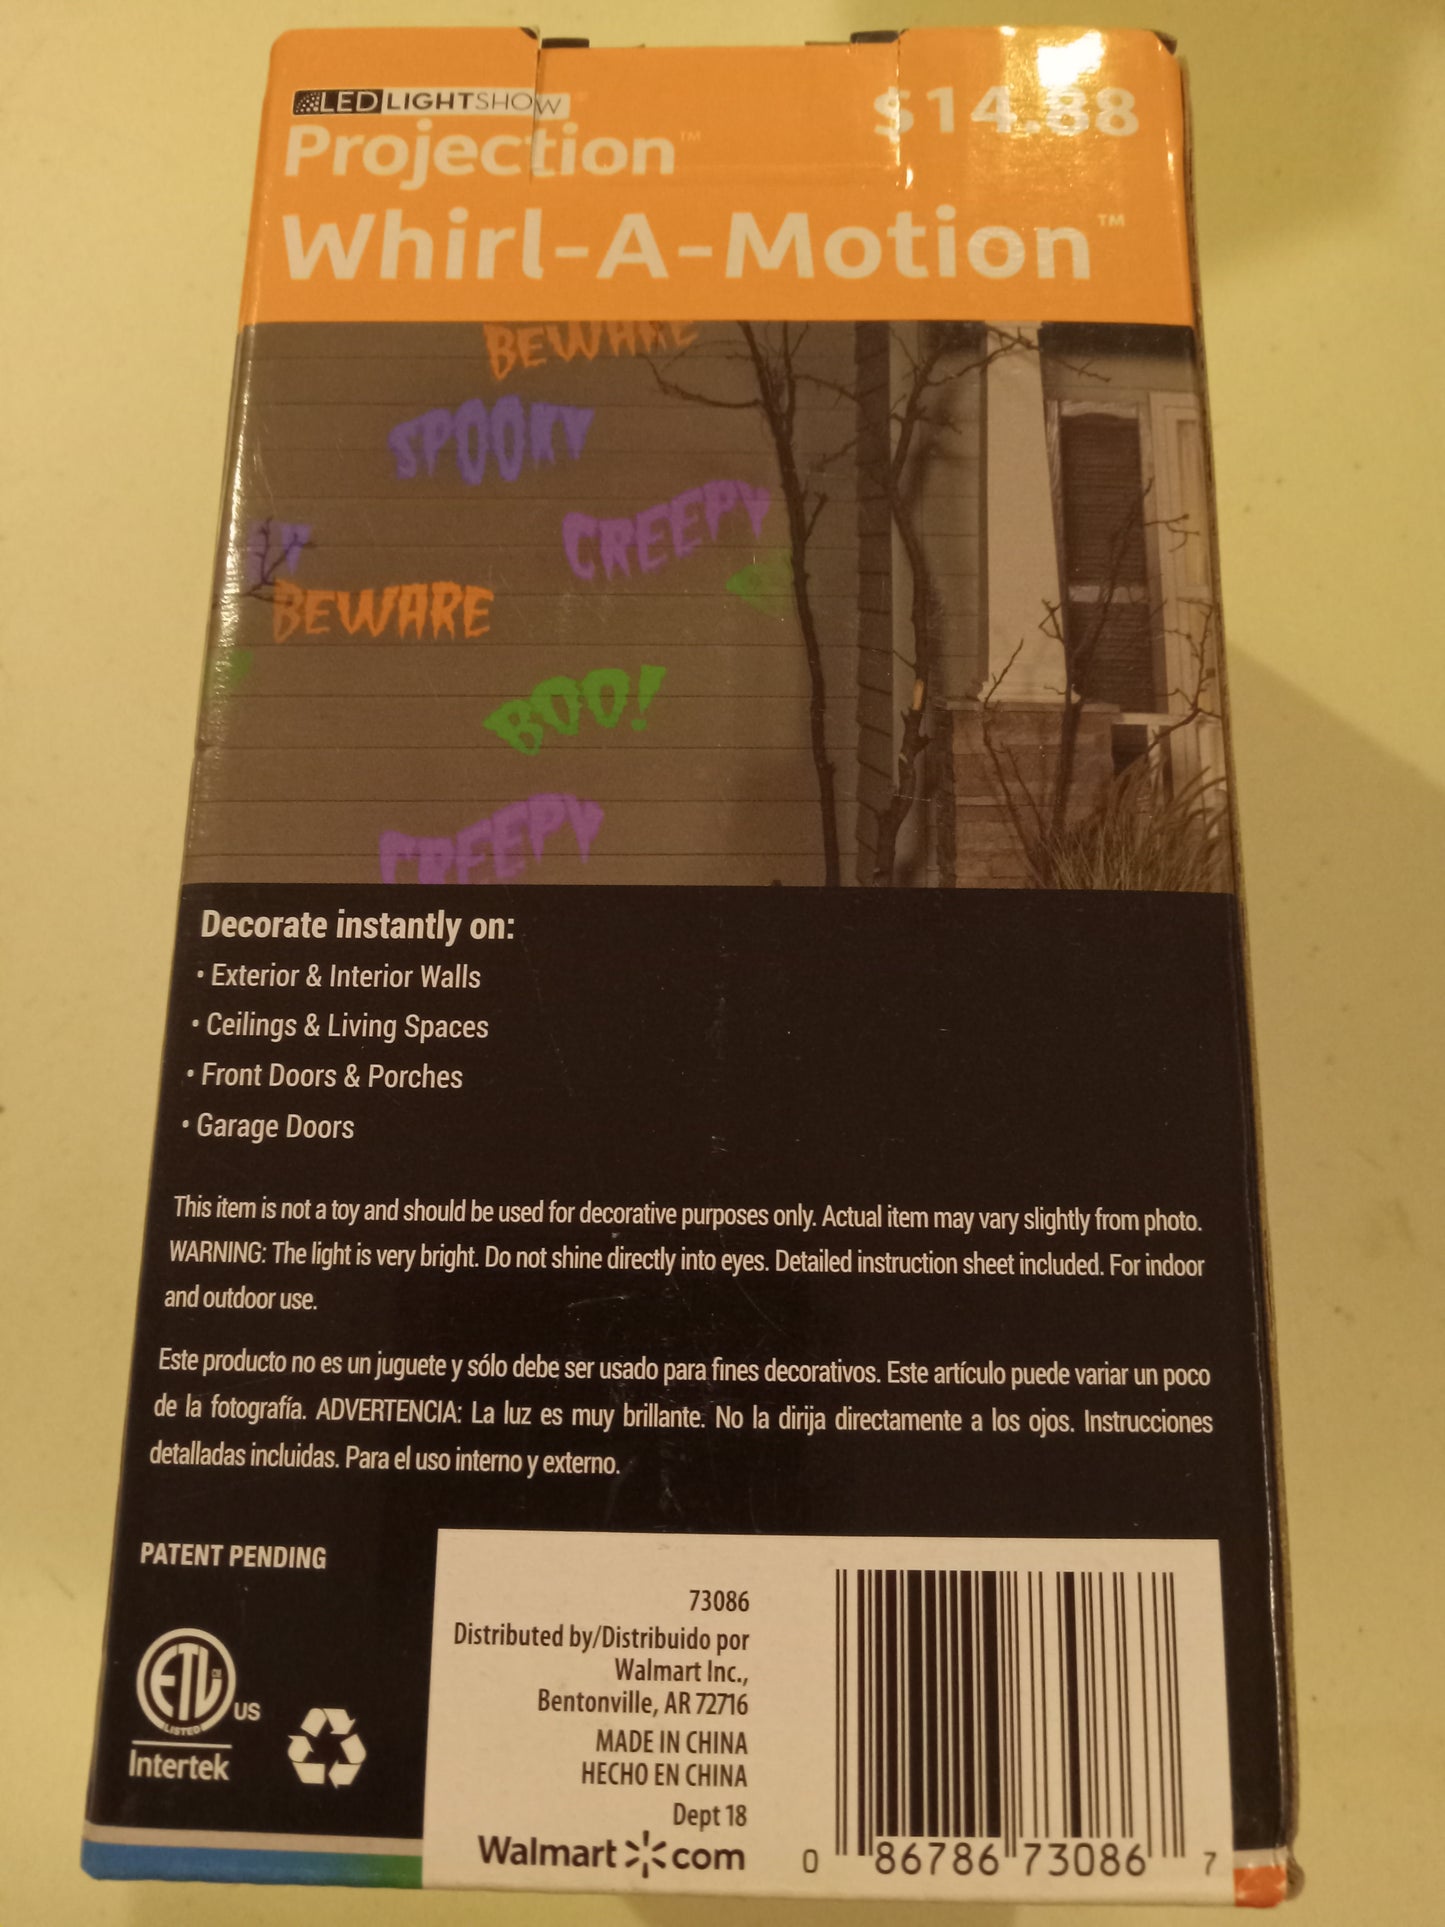 LED LIGHTSHOW
$14.88
Projection™
Whirl-A-Motion™
BEWARE
SPOOKY
CREEPY
Y
BEWARE
BOO!
CREEPY
Decorate instantly on:
• Exterior & Interior Walls
• Ceilings & Living Spaces
• Front Doors & Porches
• Garage Doors
This item is not a toy and should be used for decorative purposes only. Actual item may vary slightly from photo.
WARNING: The light is very bright. Do not shine directly into eyes. Detailed instruction sheet included. For indoor
and outdoor use.
Este producto no es un juguete y sólo debe ser usado para fines decorativos. Este artículo puede variar un poco
de la fotografía. ADVERTENCIA: La luz es muy brillante. No la dirija directamente a los ojos. Instrucciones
detalladas incluidas. Para el uso interno y externo.
PATENT PENDING
ETL CM
LISTED
US
Intertek
73086
Distributed by/Distribuido por
Walmart Inc.,
Bentonville, AR 72716
MADE IN CHINA
HECHO EN CHINA
Dept 18
Walmart com
0 86786 73086 7